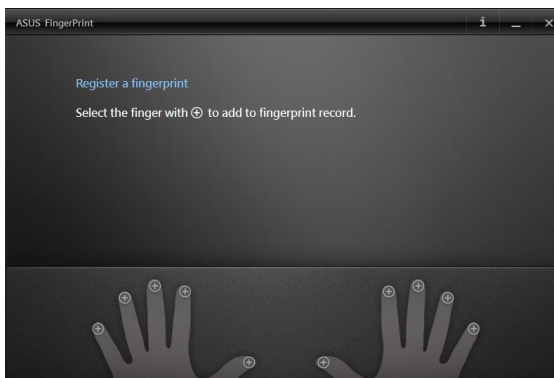 ASUS FingerPrint
Register a fingerprint
Select the finger with ⊕ to add to fingerprint record.